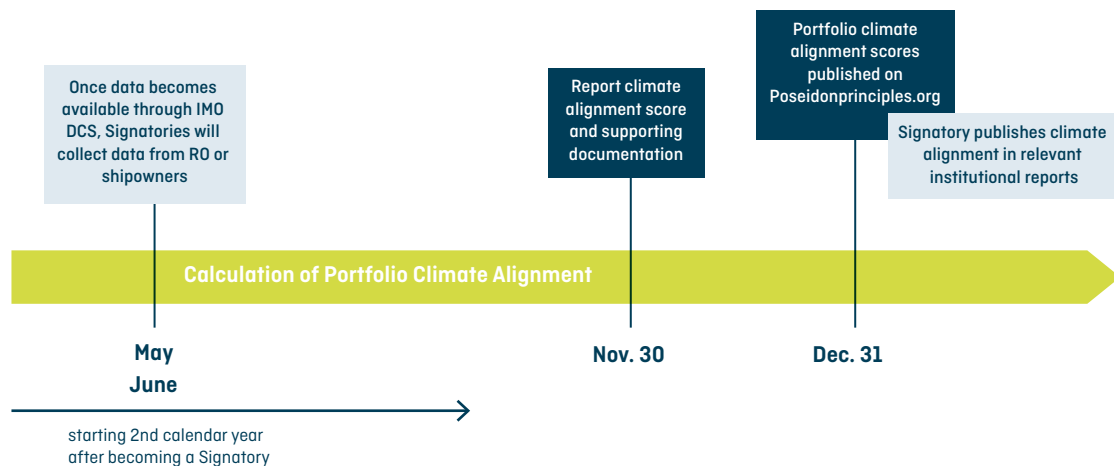 Once data becomes
available through IMO
DCS, Signatories will
collect data from RO or
shipowners
Report climate
alignment score
and supporting
documentation
Portfolio climate
alignment scores
published on
Poseidonprinciples.org
Signatory publishes climate
alignment in relevant
institutional reports
Calculation of Portfolio Climate Alignment
May
June
Nov. 30
Dec. 31
starting 2nd calendar year
after becoming a Signatory